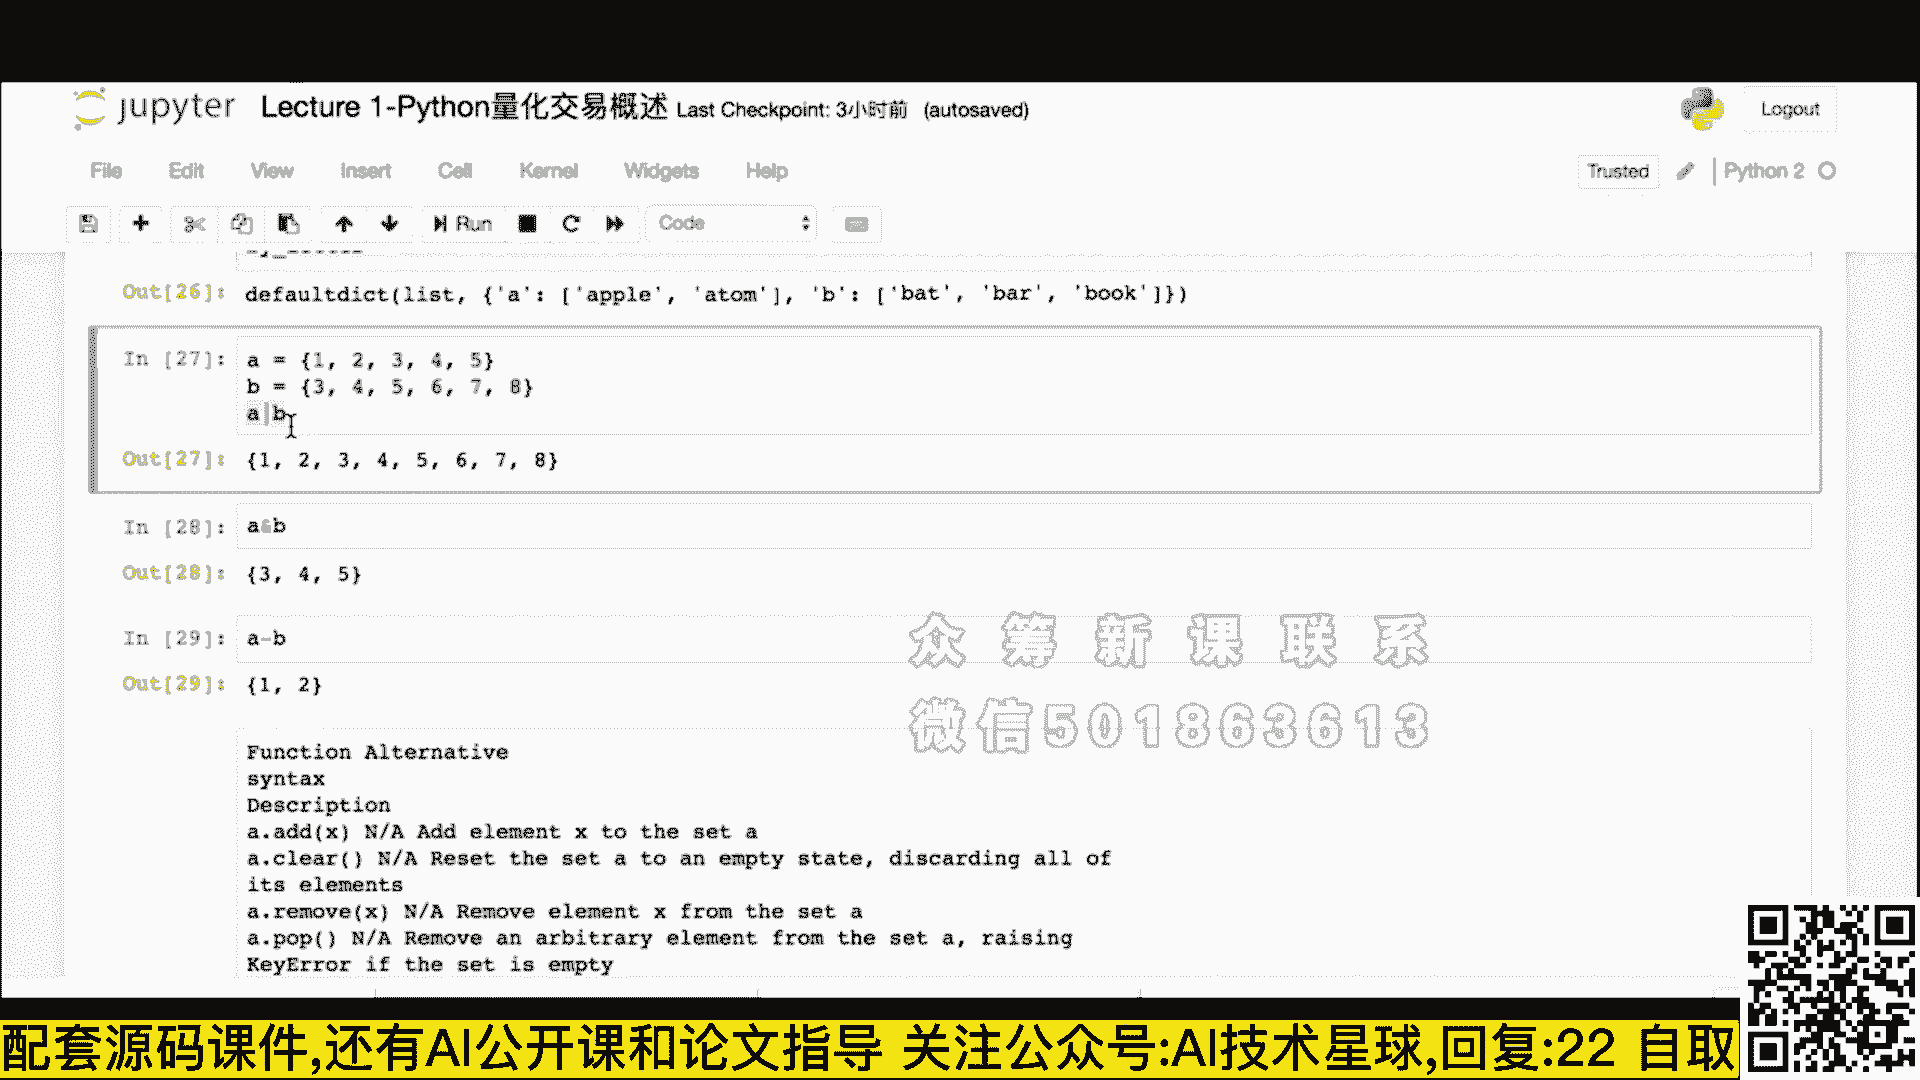 jupyter Lecture 1-Python量化交易概述 Last Checkpoint: 3小时前 (autosaved) Logout
File Edit View Insert Cell Kernel Widgets Help Trusted Python 2
Run Code
Out[26]: defaultdict(list, {'a': ['apple', 'atom'], 'b': ['bat', 'bar', 'book']})
In [27]: a = {1, 2, 3, 4, 5}
b = {3, 4, 5, 6, 7, 8}
a|b
Out[27]: {1, 2, 3, 4, 5, 6, 7, 8}
In [28]: a&b
Out[28]: {3, 4, 5}
In [29]: a-b
Out[29]: {1, 2}
众筹新课联系
微信501863613
Function Alternative
syntax
Description
a.add(x) N/A Add element x to the set a
a.clear() N/A Reset the set a to an empty state, discarding all of
its elements
a.remove(x) N/A Remove element x from the set a
a.pop() N/A Remove an arbitrary element from the set a, raising
KeyError if the set is empty
配套源码课件,还有AI公开课和论文指导 关注公众号:AI技术星球,回复:22 自取